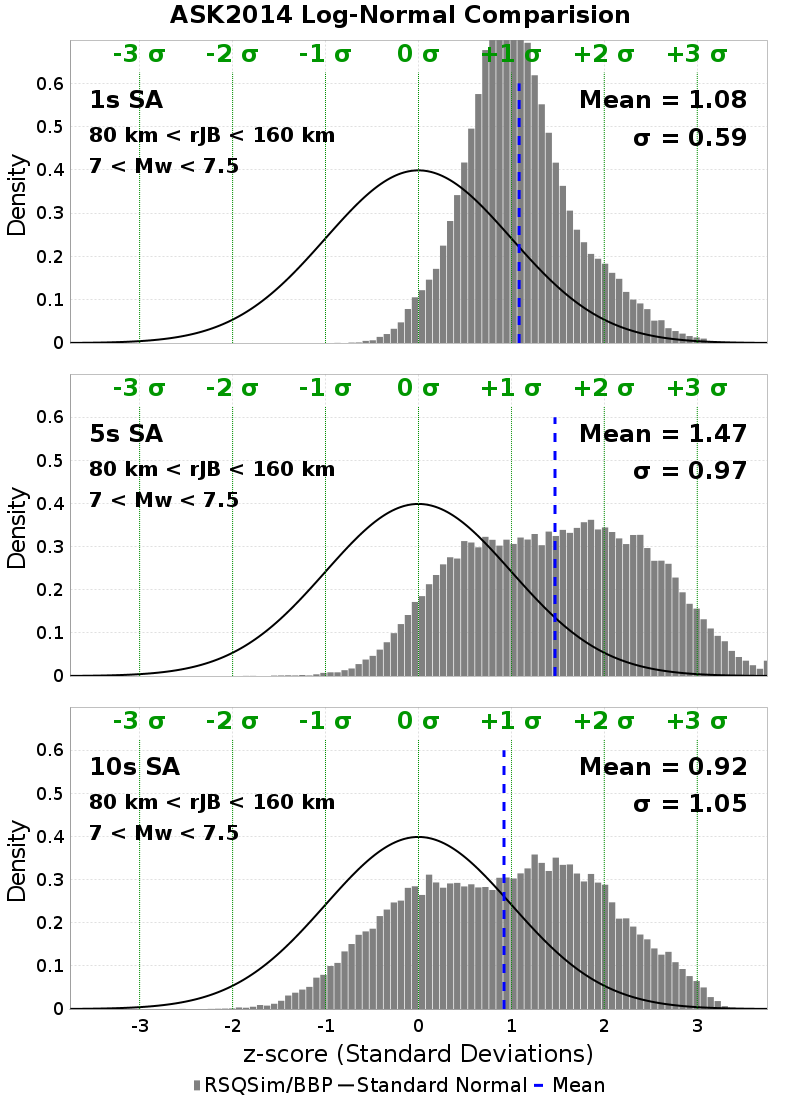 ASK2014 Log-Normal Comparision
-3 σ -2 σ -1 σ 0 σ +1 σ +2 σ +3 σ
1s SA Mean = 1.08
80 km < rJB < 160 km σ = 0.59
7 < Mw < 7.5
Density
0.6
0.5
0.4
0.3
0.2
0.1
0
-3 σ -2 σ -1 σ 0 σ +1 σ +2 σ +3 σ
5s SA Mean = 1.47
80 km < rJB < 160 km σ = 0.97
7 < Mw < 7.5
Density
0.6
0.5
0.4
0.3
0.2
0.1
0
-3 σ -2 σ -1 σ 0 σ +1 σ +2 σ +3 σ
10s SA Mean = 0.92
80 km < rJB < 160 km σ = 1.05
7 < Mw < 7.5
Density
0.6
0.5
0.4
0.3
0.2
0.1
0
-3 -2 -1 0 1 2 3
z-score (Standard Deviations)
RSQSim/BBP Standard Normal Mean